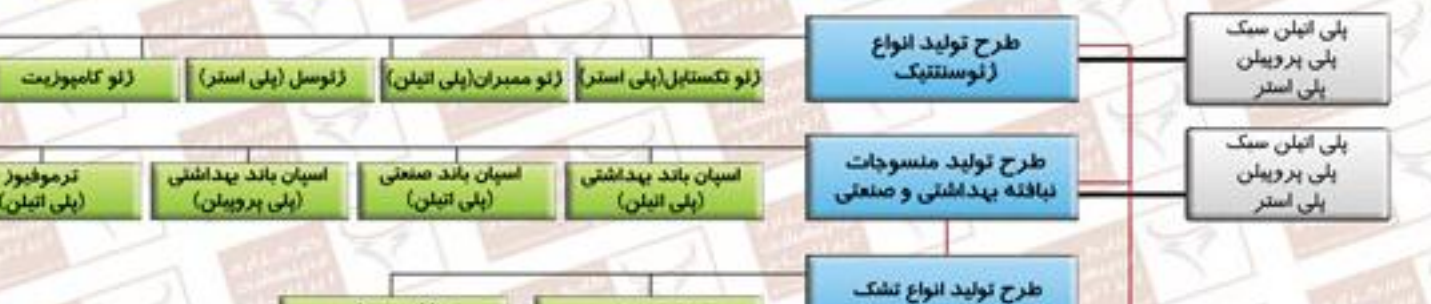 پلی اتیلن سبک
پلی پروپیلن
پلی استر
طرح تولید انواع
ژئوسنتتیک
ژئو تکستایل(پلی استر)
ژئو ممبران(پلی اتیلن)
ژئوسل (پلی استر)
ژئو کامپوزیت
پلی اتیلن سبک
پلی پروپیلن
پلی استر
طرح تولید منسوجات
نبافته بهداشتی و صنعتی
اسپان باند بهداشتی
(پلی اتیلن)
اسپان باند صنعتی
(پلی اتیلن)
اسپان باند بهداشتی
(پلی پروپیلن)
ترموفیوز
(پلی اتیلن)
طرح تولید انواع تشک